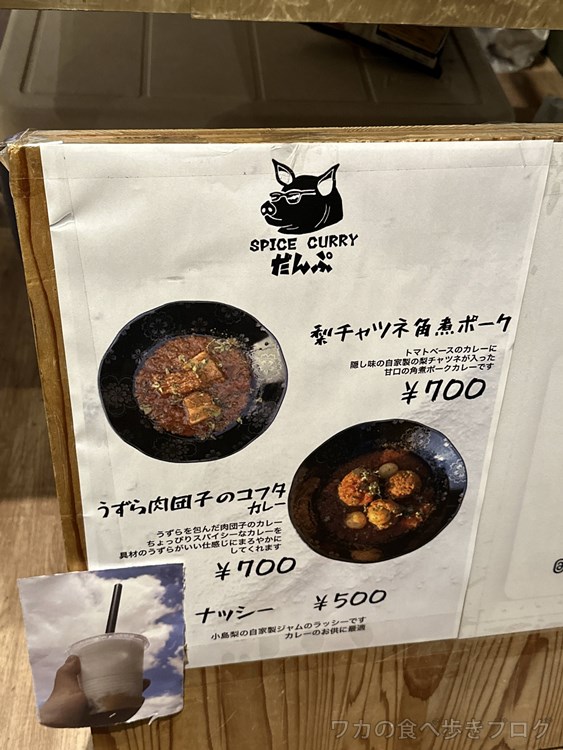 SPICE CURRY
だんぷ
梨チャツネ角煮ポーク
トマトベースのカレーに
隠し味の自家製の梨チャツネが入った
甘口の角煮ポークカレーです
¥700
うずら肉団子のコフタ
カレー
うずらを包んだ肉団子のカレー
ちょっぴりスパイシーなカレーを
具材のうずらがいい仕感じにまろやかに
してくれます
¥700
ナッシー ¥500
小島梨の自家製ジャムのラッシーです
カレーのお供に最適
@
ワカの食べ歩きブログ